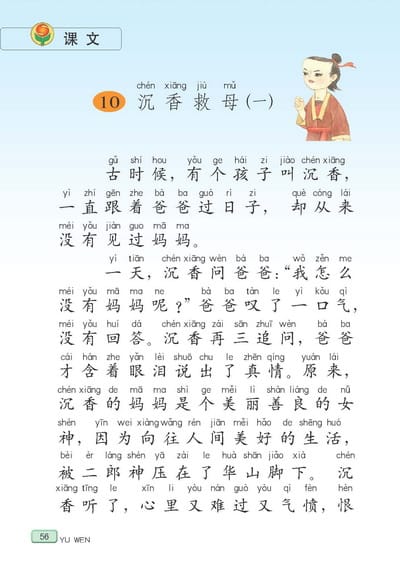 课文
chén xiāng jiù mǔ
10 沉香救母(一)
gǔ shí hou yǒu ge hái zi jiào chén xiāng
古时候，有个孩子叫沉香，
yì zhí gēn zhe bà ba guò rì zi què cóng lái
一直跟着爸爸过日子，却从来
méi yǒu jiàn guo mā ma
没有见过妈妈。
yì tiān chén xiāng wèn bà ba wǒ zěn me
一天，沉香问爸爸：“我怎么
méi yǒu mā ma ne bà ba tàn le yì kǒu qì
没有妈妈呢？”爸爸叹了一口气，
méi yǒu huí dá chén xiāng zài sān zhuī wèn bà ba
没有回答。沉香再三追问，爸爸
cái hán zhe yǎn lèi shuō chu le zhēn qíng yuán lái
才含着眼泪说出了真情。原来，
chén xiāng de mā ma shì ge měi lì shàn liáng de nǚ
沉香的妈妈是个美丽善良的女
shén yīn wei xiàng wǎng rén jiān měi hǎo de shēng huó
神，因为向往人间美好的生活，
bèi èr láng shén yā zài le huà shān jiǎo xià chén
被二郎神压在了华山脚下。沉
xiāng tīng le xīn li yòu nán guò yòu qì fèn hèn
香听了，心里又难过又气愤，恨
56 YU WEN